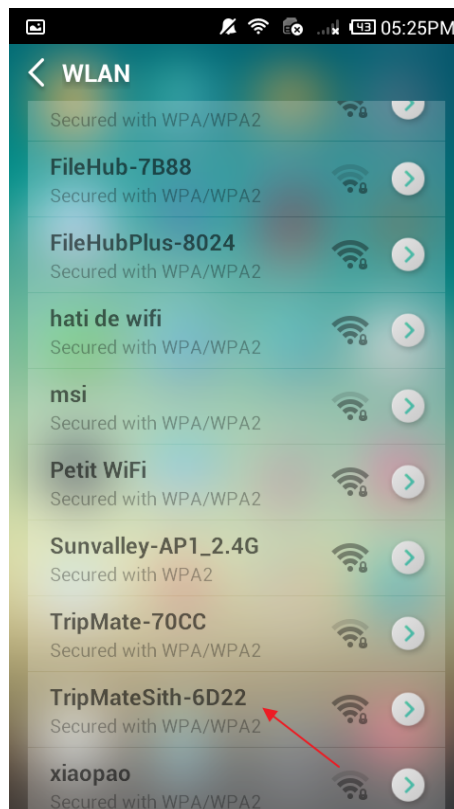 43 05:25PM
WLAN
Secured with WPA/WPA2
FileHub-7B88
Secured with WPA/WPA2
FileHubPlus-8024
Secured with WPA/WPA2
hati de wifi
Secured with WPA/WPA2
msi
Secured with WPA/WPA2
Petit WiFi
Secured with WPA/WPA2
Sunvalley-AP1_2.4G
Secured with WPA2
TripMate-70CC
Secured with WPA/WPA2
TripMateSith-6D22
Secured with WPA/WPA2
xiaopao
Secured with WPA/WPA2